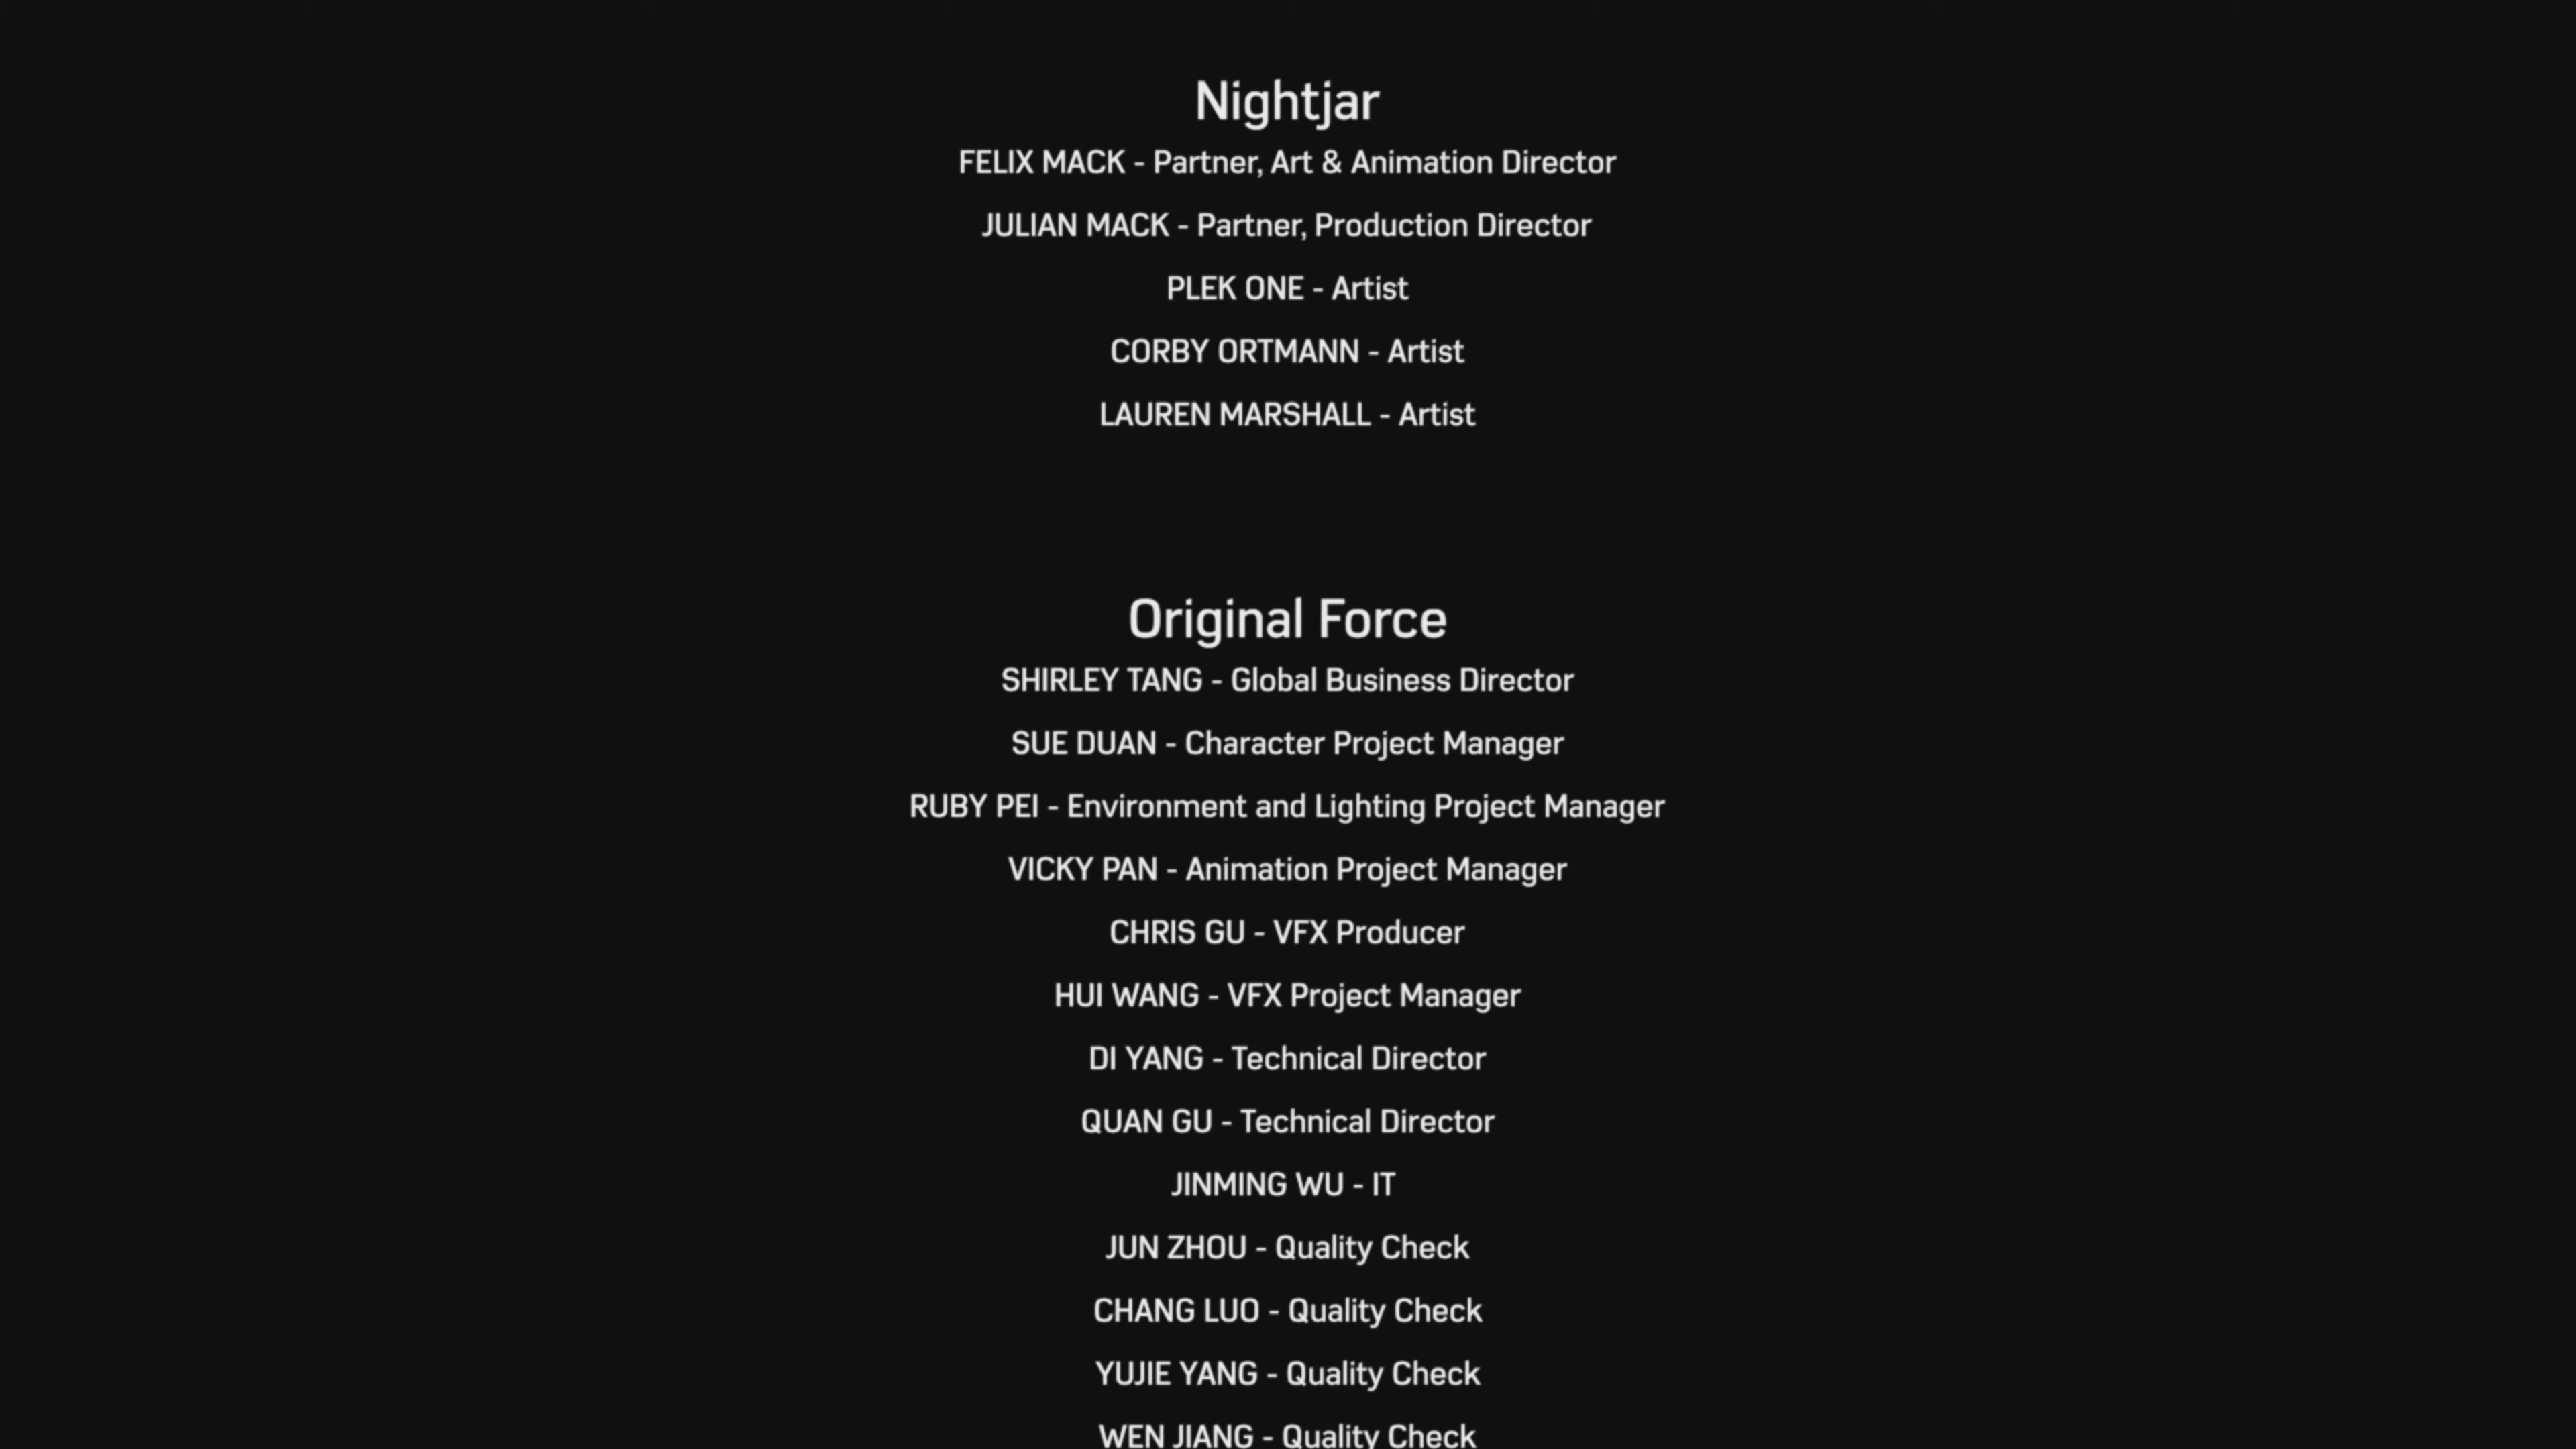 Nightjar
FELIX MACK - Partner, Art & Animation Director
JULIAN MACK - Partner, Production Director
PLEK ONE - Artist
CORBY ORTMANN - Artist
LAUREN MARSHALL - Artist
Original Force
SHIRLEY TANG - Global Business Director
SUE DUAN - Character Project Manager
RUBY PEI - Environment and Lighting Project Manager
VICKY PAN - Animation Project Manager
CHRIS GU - VFX Producer
HUI WANG - VFX Project Manager
DI YANG - Technical Director
QUAN GU - Technical Director
JINMING WU - IT
JUN ZHOU - Quality Check
CHANG LUO - Quality Check
YUJIE YANG - Quality Check
WEN JIANG - Quality Check